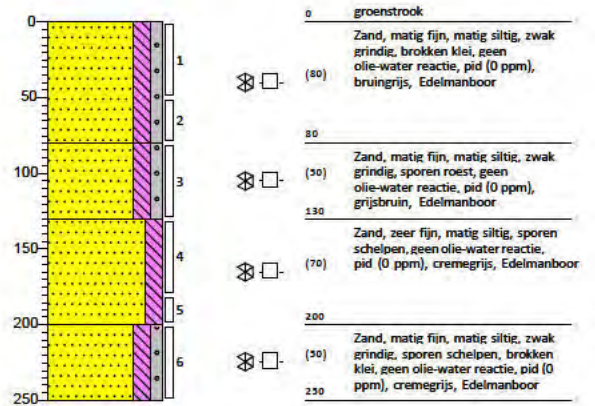 0
50
100
150
200
250
1
2
3
4
5
6
0 groenstrook
Zand, matig fijn, matig siltig, zwak
grindig, brokken klei, geen
(80) olie-water reactie, pid (0 ppm),
bruingrijs, Edelmanboor
80
Zand, matig fijn, matig siltig, zwak
(50) grindig, sporen roest, geen
olie-water reactie, pid (0 ppm),
grijsbruin, Edelmanboor
130
Zand, zeer fijn, matig siltig, sporen
schelpen, geen olie-water reactie,
(70) pid (0 ppm), cremegrijs, Edelmanboor
200
Zand, matig fijn, matig siltig, zwak
(50) grindig, sporen schelpen, brokken
klei, geen olie-water reactie, pid (0
ppm), cremegrijs, Edelmanboor
250